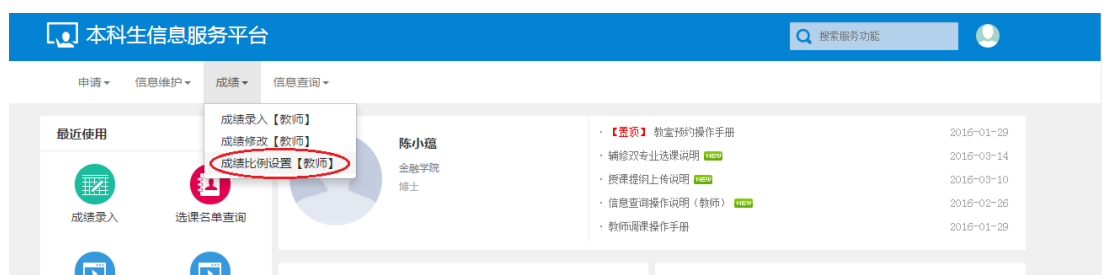 本科生信息服务平台
搜索服务功能
申请 信息维护 成绩 信息查询
成绩录入【教师】
成绩修改【教师】
成绩比例设置【教师】
最近使用
成绩录入
选课名单查询
陈小蕴
金融学院
博士
· 【置顶】 教室预约操作手册 2016-01-29
· 辅修双专业选课说明 NEW 2016-03-14
· 授课提纲上传说明 NEW 2016-03-10
· 信息查询操作说明（教师） NEW 2016-02-26
· 教师调课操作手册 2016-01-29